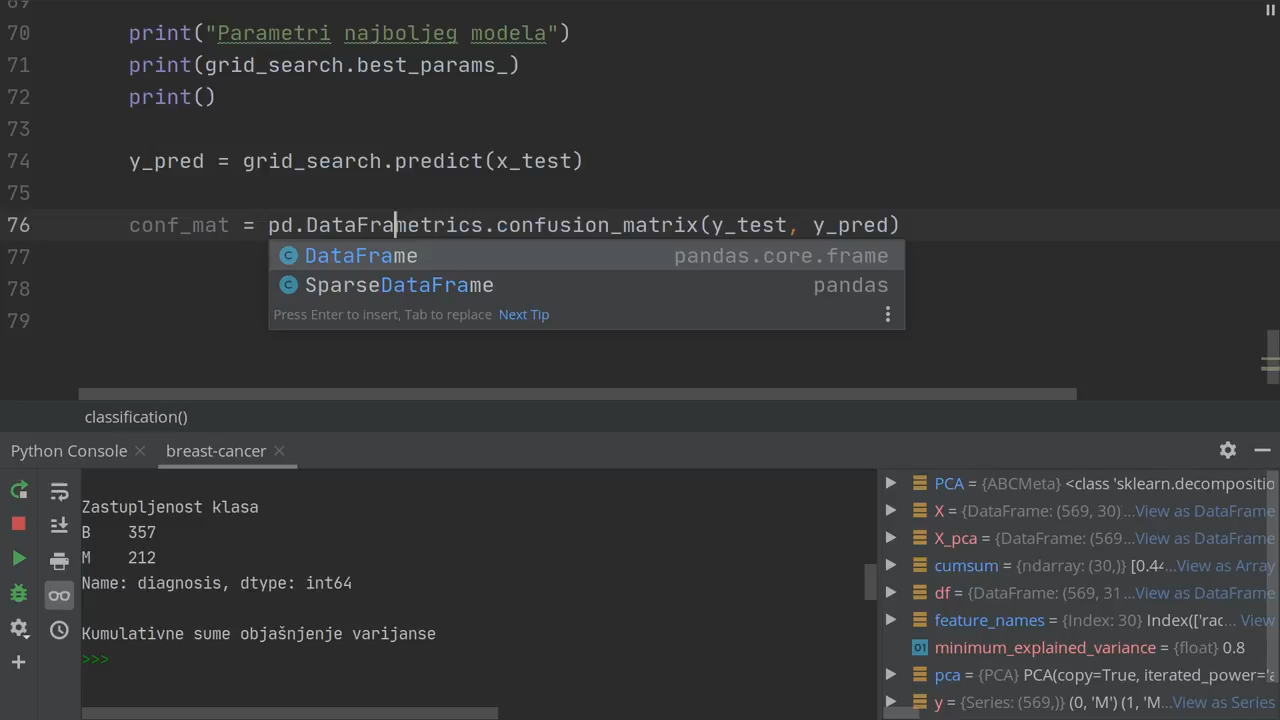 69
70 print("Parametri najboljeg modela")
71 print(grid_search.best_params_)
72 print()
73
74 y_pred = grid_search.predict(x_test)
75
76 conf_mat = pd.DataFrametrics.confusion_matrix(y_test, y_pred)
77
DataFrame pandas.core.frame
78
SparseDataFrame pandas
Press Enter to insert, Tab to replace Next Tip
79
classification()
Python Console breast-cancer
Zastupljenost klasa
B 357
M 212
Name: diagnosis, dtype: int64
Kumulativne sume objašnjenje varijanse
>>>
PCA = {ABCMeta} <class 'sklearn.decompositio
X = {DataFrame: (569, 30) ...View as DataFrame
X_pca = {DataFrame: (569...View as DataFrame
cumsum = {ndarray: (30,)} [0.44...View as Array
df = {DataFrame: (569, 31 ...View as DataFrame
feature_names = {Index: 30} Index(['rac... View
01 minimum_explained_variance = {float} 0.8
pca = {PCA} PCA(copy=True, iterated_power='a
y = {Series: (569,)} (0, 'M') (1, 'M...View as Series